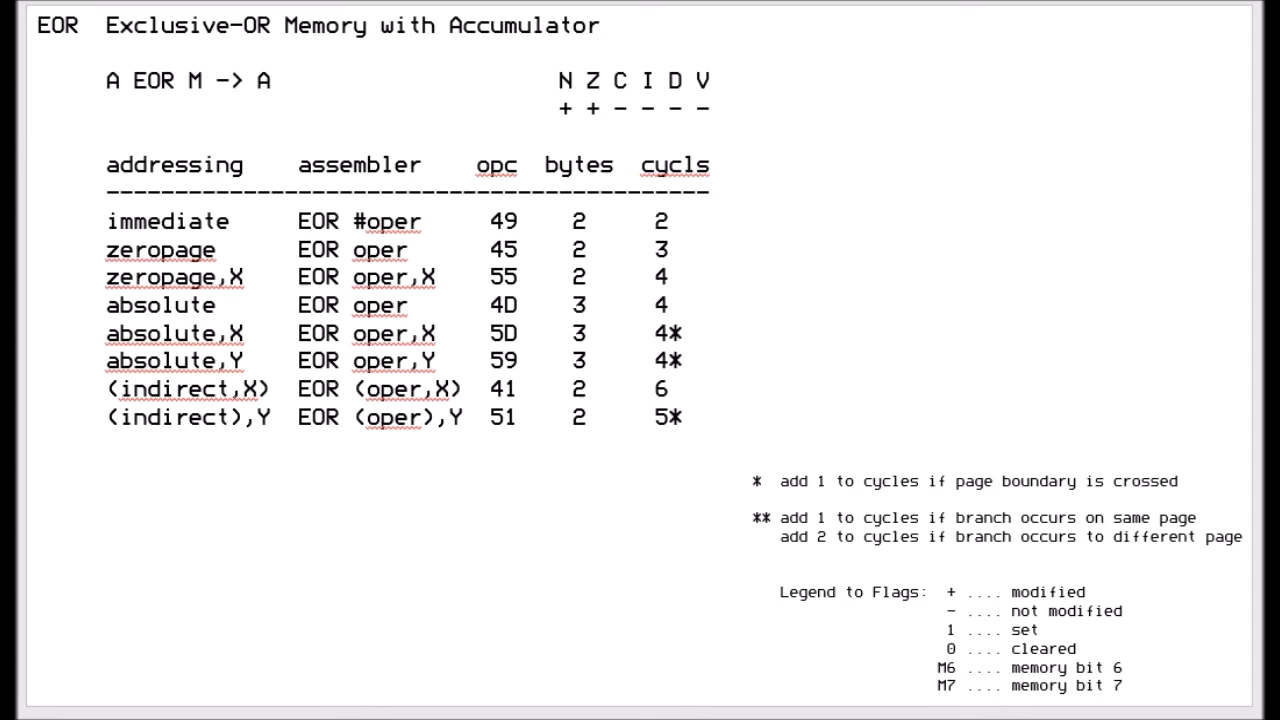 EOR  Exclusive-OR Memory with Accumulator
A EOR M -> A                     N Z C I D V
                                 + + - - - -
addressing    assembler    opc  bytes  cycls
--------------------------------------------
immediate     EOR #oper     49    2     2
zeropage      EOR oper      45    2     3
zeropage,X    EOR oper,X    55    2     4
absolute      EOR oper      4D    3     4
absolute,X    EOR oper,X    5D    3     4*
absolute,Y    EOR oper,Y    59    3     4*
(indirect,X)  EOR (oper,X)  41    2     6
(indirect),Y  EOR (oper),Y  51    2     5*
*  add 1 to cycles if page boundary is crossed
** add 1 to cycles if branch occurs on same page
   add 2 to cycles if branch occurs to different page
Legend to Flags:  + .... modified
                  - .... not modified
                  1 .... set
                  0 .... cleared
                 M6 .... memory bit 6
                 M7 .... memory bit 7